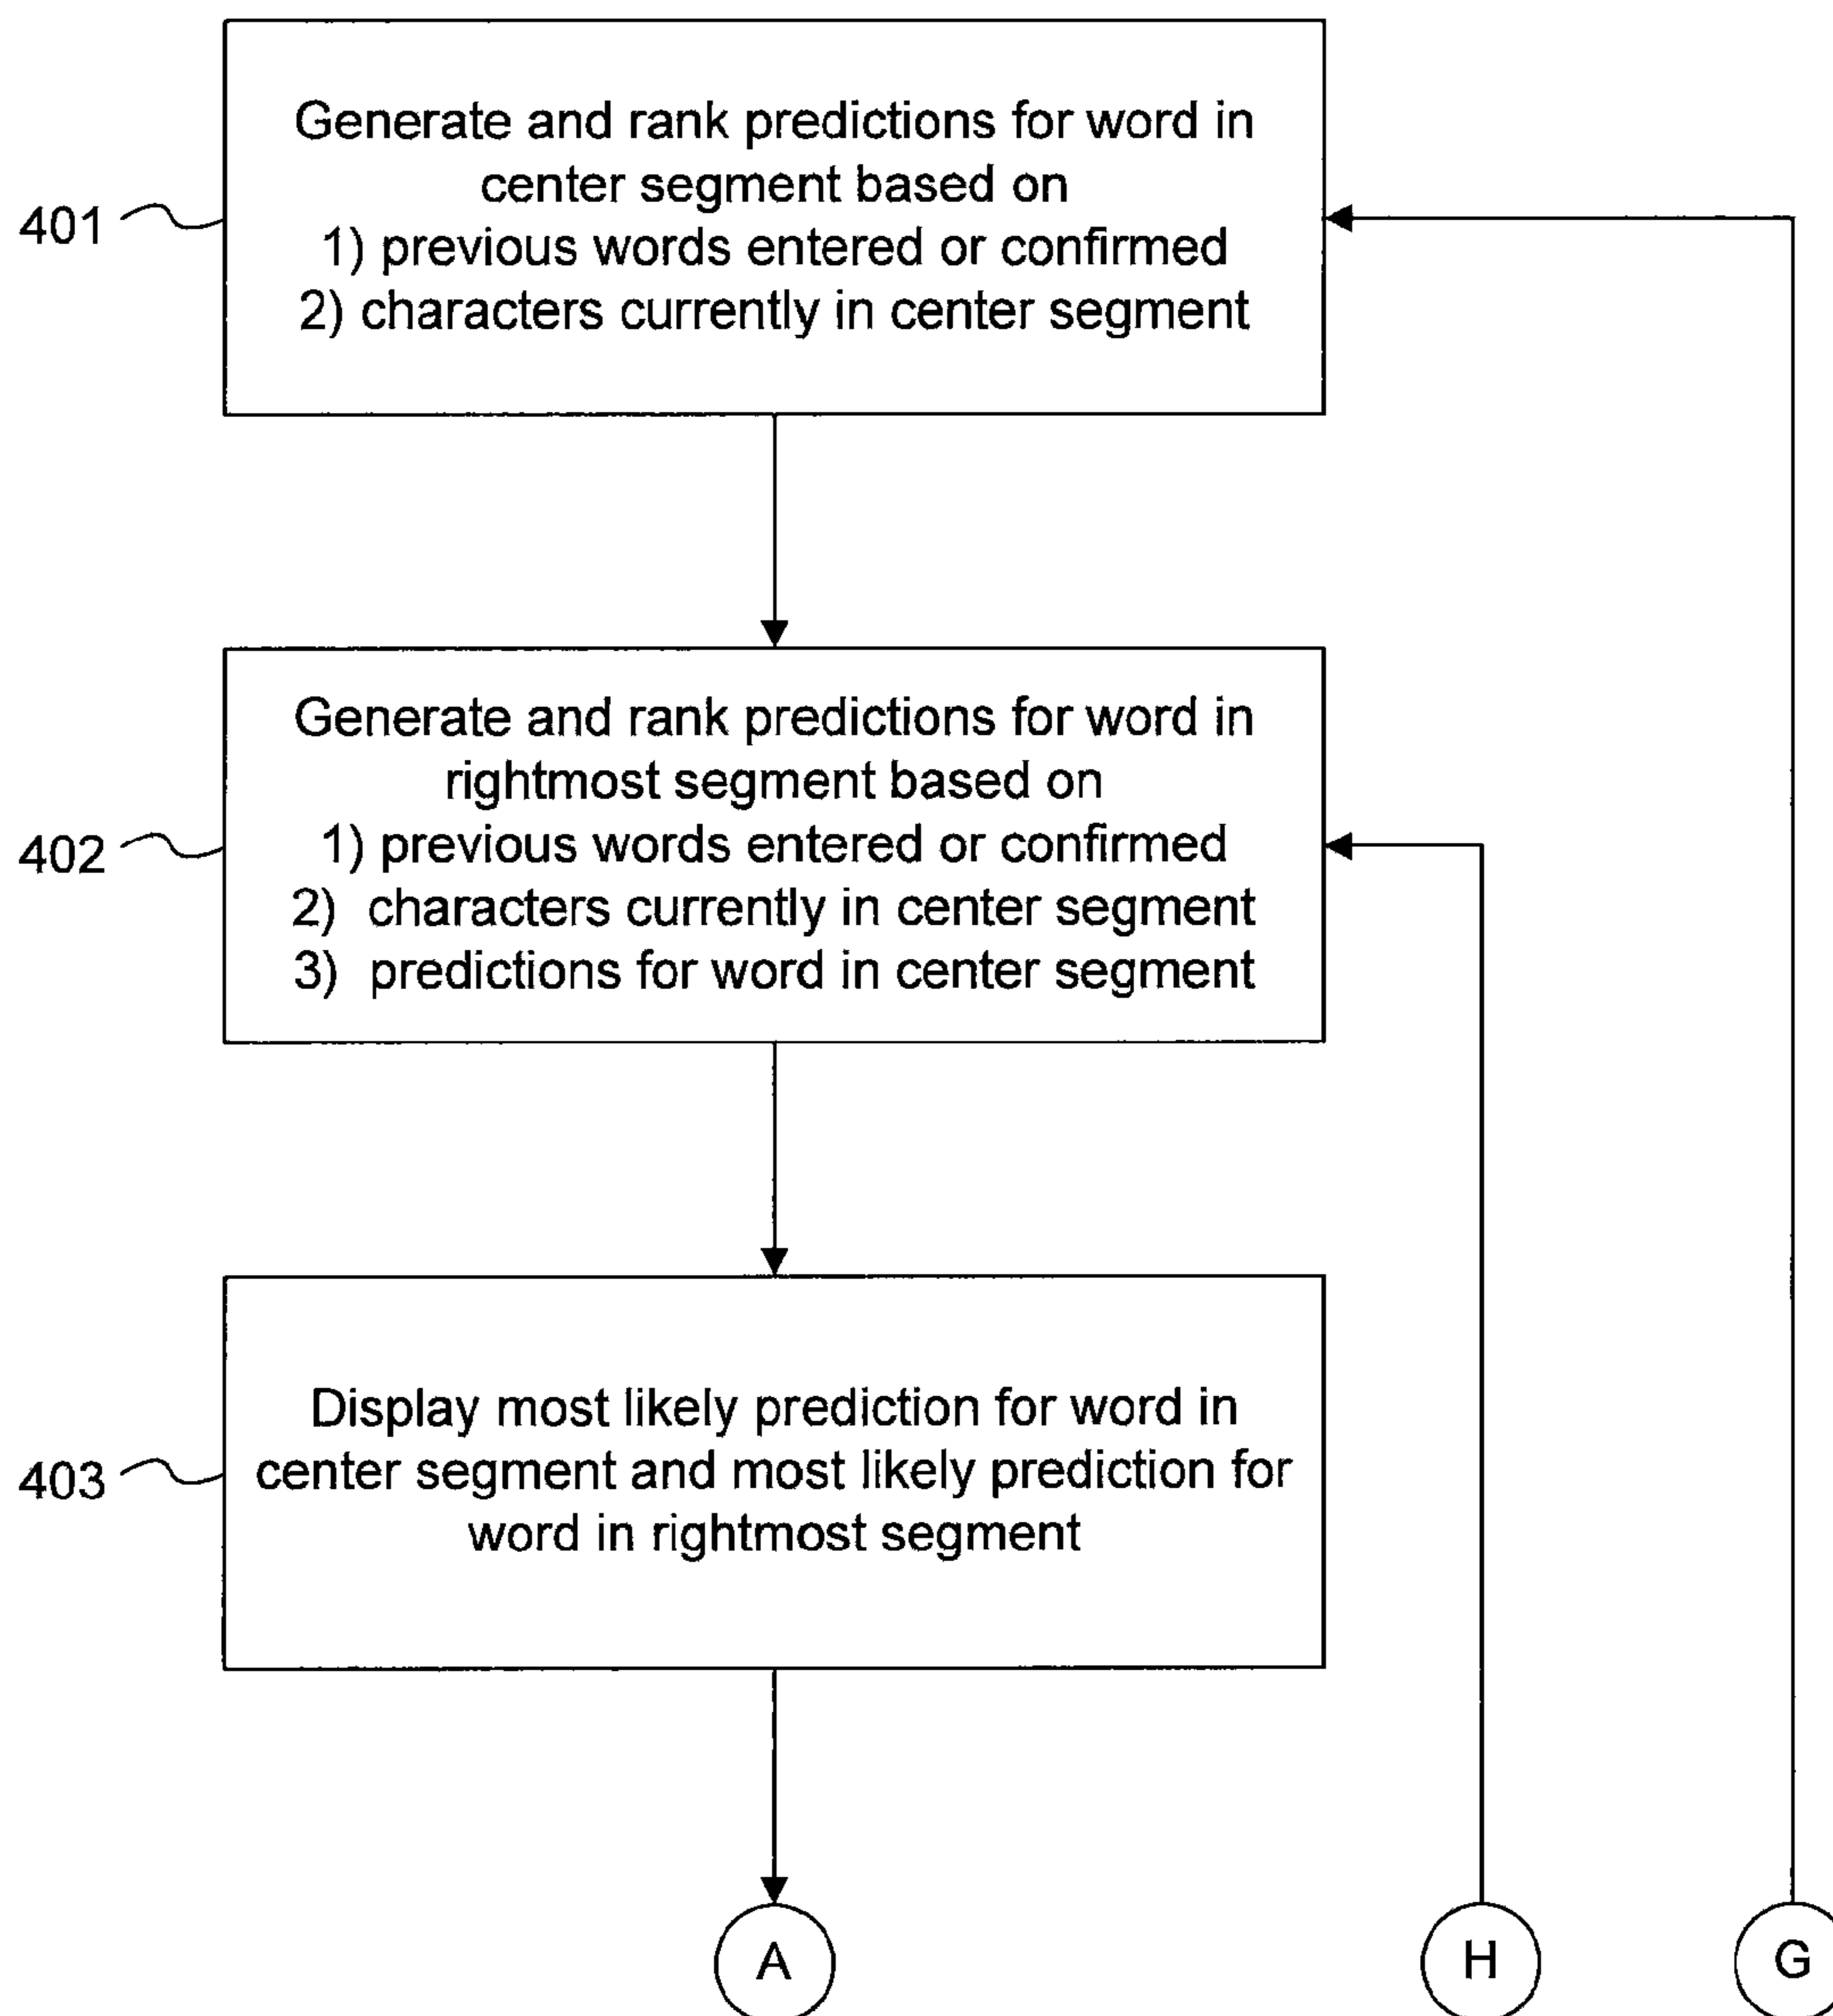 Generate and rank predictions for word in
center segment based on
401
1) previous words entered or confirmed
2) characters currently in center segment
Generate and rank predictions for word in
rightmost segment based on
402
1) previous words entered or confirmed
2) characters currently in center segment
3) predictions for word in center segment
Display most likely prediction for word in
403
center segment and most likely prediction for
word in rightmost segment
A
H
G